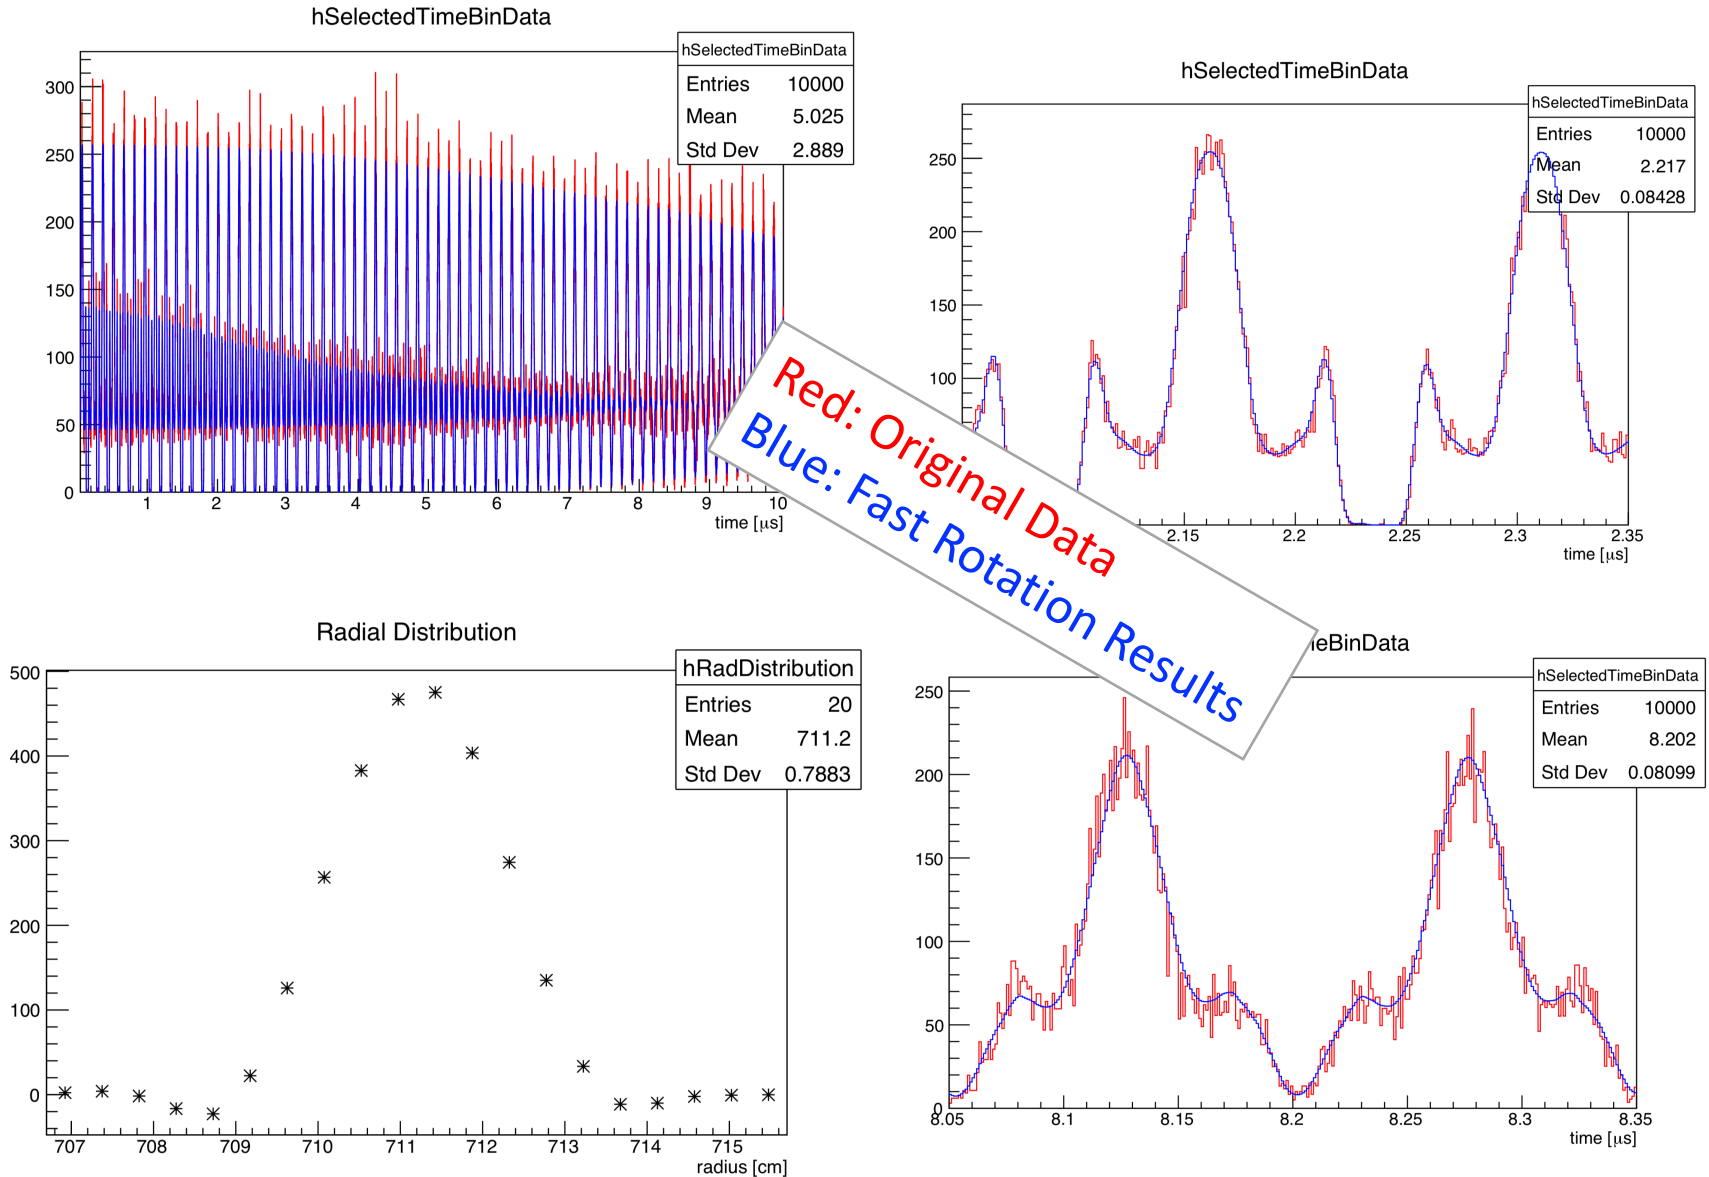 hSelectedTimeBinData
hSelectedTimeBinData
Entries 10000
Mean 5.025
Std Dev 2.889
300
250
200
150
100
50
0
1 2 3 4 5 6 7 8 9 10
time [μs]
hSelectedTimeBinData
hSelectedTimeBinData
Entries 10000
Mean 2.217
Std Dev 0.08428
250
200
150
100
2.15 2.2 2.25 2.3 2.35
time [μs]
Red: Original Data
Blue: Fast Rotation Results
Radial Distribution
hRadDistribution
Entries 20
Mean 711.2
Std Dev 0.7883
500
400
300
200
100
0
707 708 709 710 711 712 713 714 715
radius [cm]
eBinData
hSelectedTimeBinData
Entries 10000
Mean 8.202
Std Dev 0.08099
250
200
150
100
50
0
8.05 8.1 8.15 8.2 8.25 8.3 8.35
time [μs]